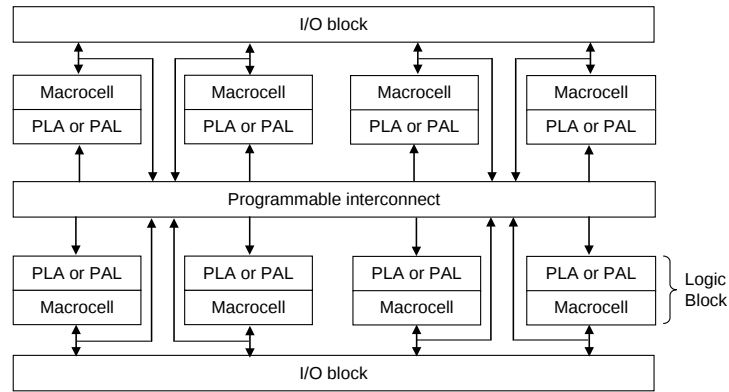 I/O block
Macrocell Macrocell Macrocell Macrocell
PLA or PAL PLA or PAL PLA or PAL PLA or PAL
Programmable interconnect
PLA or PAL PLA or PAL PLA or PAL PLA or PAL
Macrocell Macrocell Macrocell Macrocell
Logic
Block
I/O block